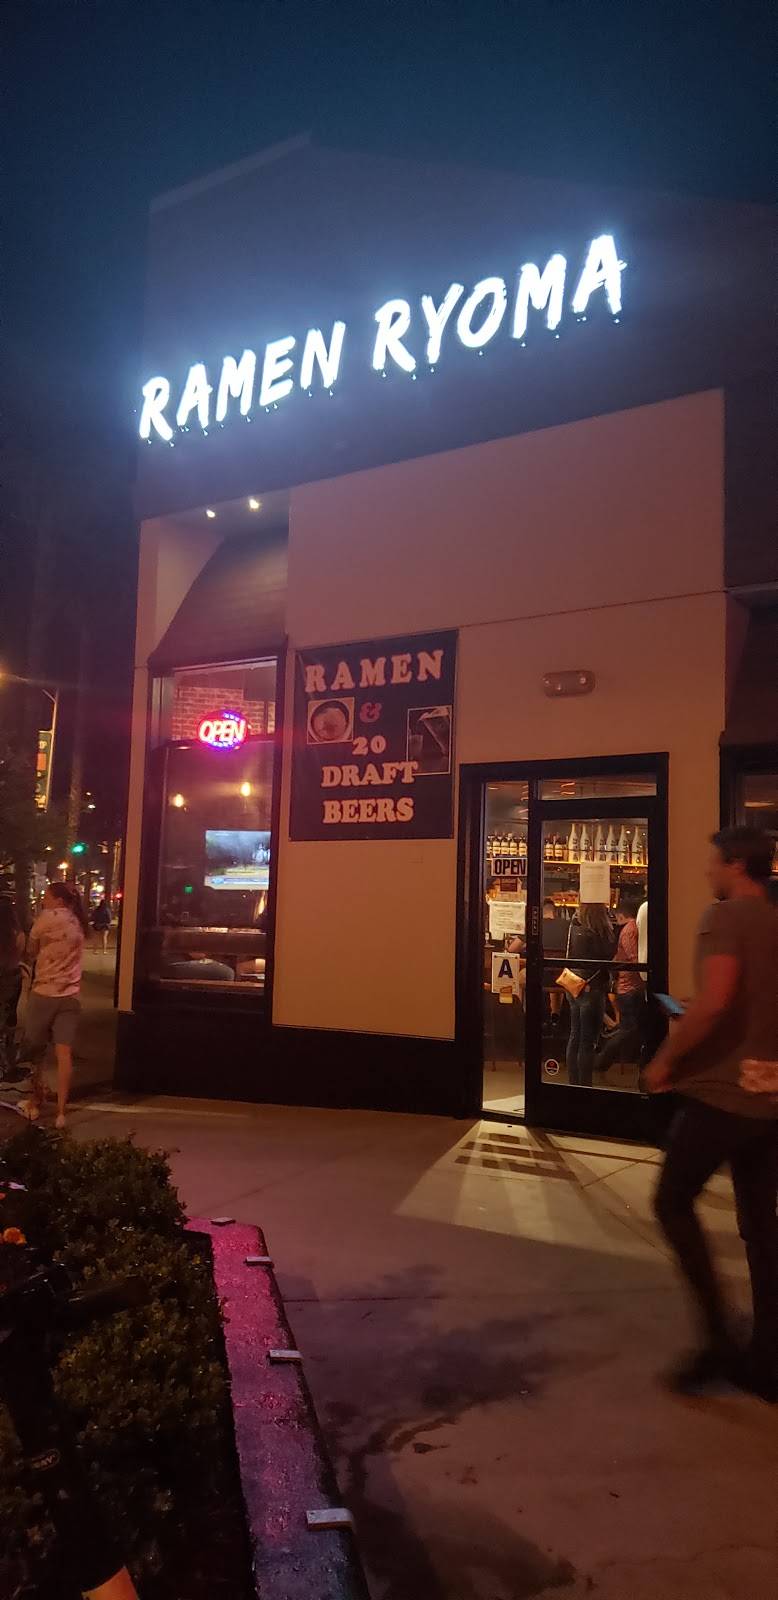 RAMEN RYOMA
RAMEN
&
20
DRAFT
BEERS
OPEN
OPEN
A